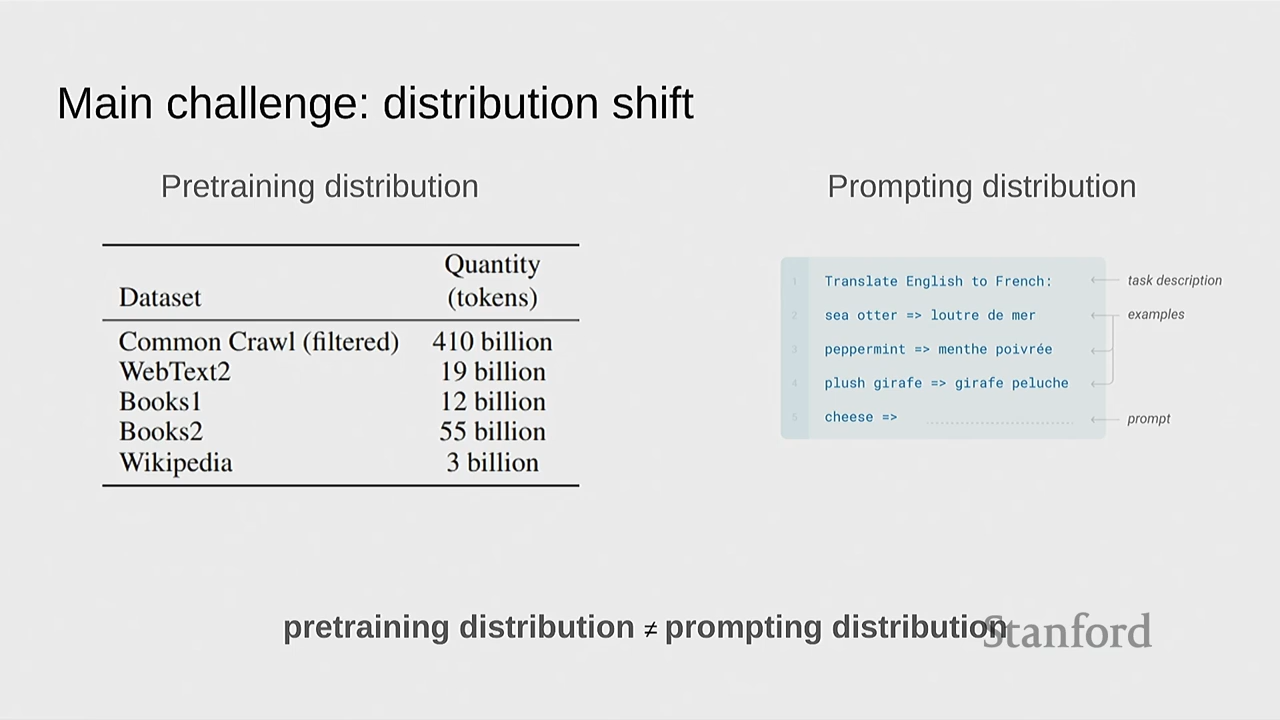 Main challenge: distribution shift
Pretraining distribution
Prompting distribution
Dataset
Quantity
(tokens)
Common Crawl (filtered) 410 billion
WebText2 19 billion
Books1 12 billion
Books2 55 billion
Wikipedia 3 billion
1 Translate English to French: task description
2 sea otter => loutre de mer examples
3 peppermint => menthe poivrée
4 plush girafe => girafe peluche
5 cheese => prompt
pretraining distribution ≠ prompting distribution
Stanford